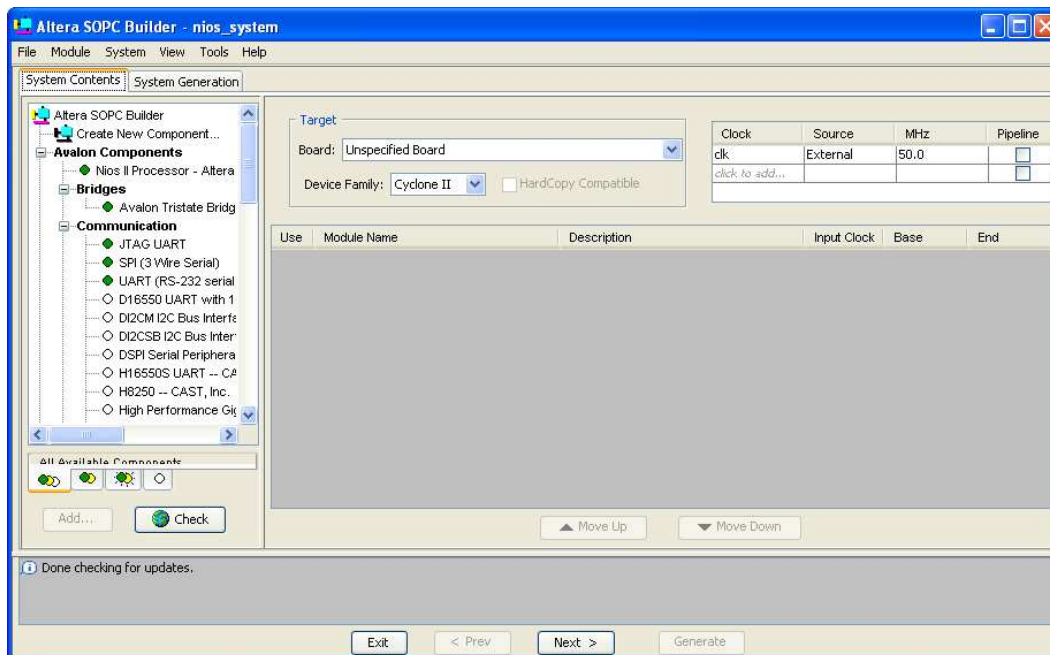 Altera SOPC Builder - nios_system
File Module System View Tools Help
System Contents System Generation
Altera SOPC Builder
Create New Component...
Avalon Components
Nios II Processor - Altera
Bridges
Avalon Tristate Bridg
Communication
JTAG UART
SPI (3 Wire Serial)
UART (RS-232 serial
D16550 UART with 1
DI2CM I2C Bus Interfa
DI2CSB I2C Bus Inter
DSPI Serial Periphera
H16550S UART -- CA
H8250 -- CAST, Inc.
High Performance Gig
All Available Components
Add... Check
Target
Board: Unspecified Board
Device Family: Cyclone II HardCopy Compatible
Clock Source MHz Pipeline
clk External 50.0
click to add...
Use Module Name Description Input Clock Base End
Move Up Move Down
Done checking for updates.
Exit < Prev Next > Generate